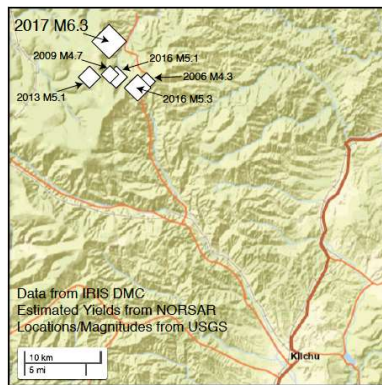 2017 M6.3
2009 M4.7
2016 M5.1
2006 M4.3
2013 M5.1
2016 M5.3
Data from IRIS DMC
Estimated Yields from NORSAR
Locations/Magnitudes from USGS
Kilchu
10 km
5 mi